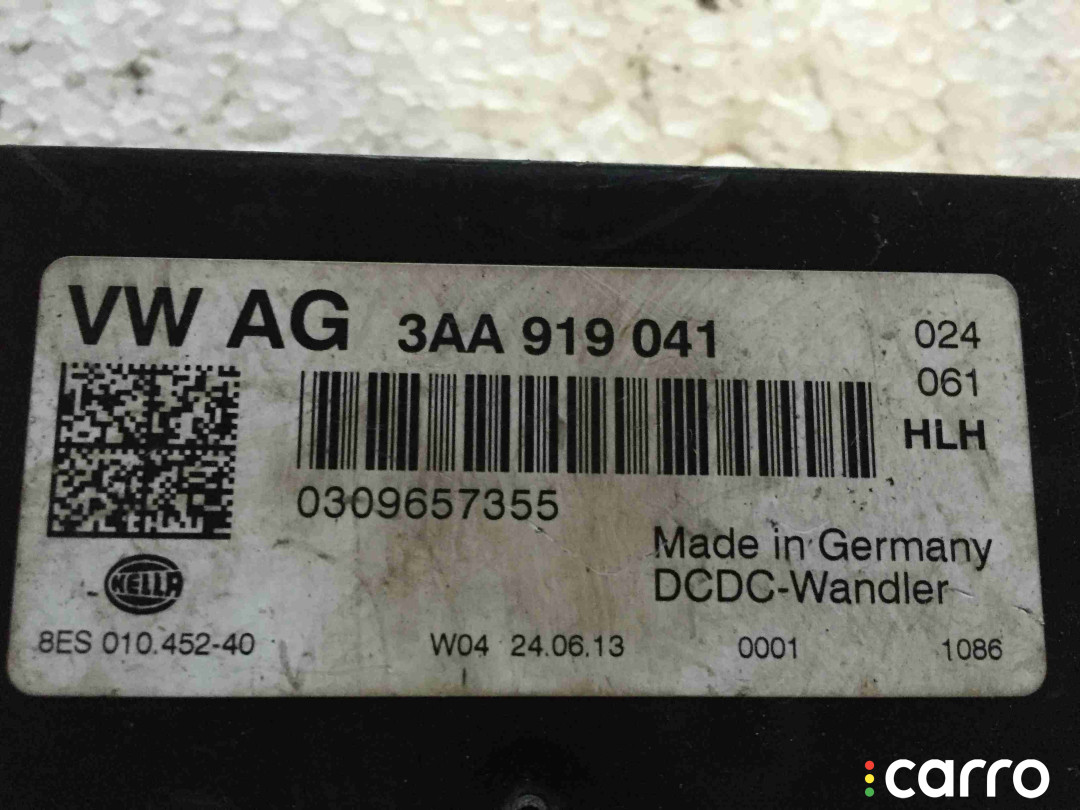 VW AG 3AA 919 041 024
061
HLH
0309657355
Made in Germany
DCDC-Wandler
HELLA
8ES 010.452-40 W04 24.06.13 0001 1086
carro